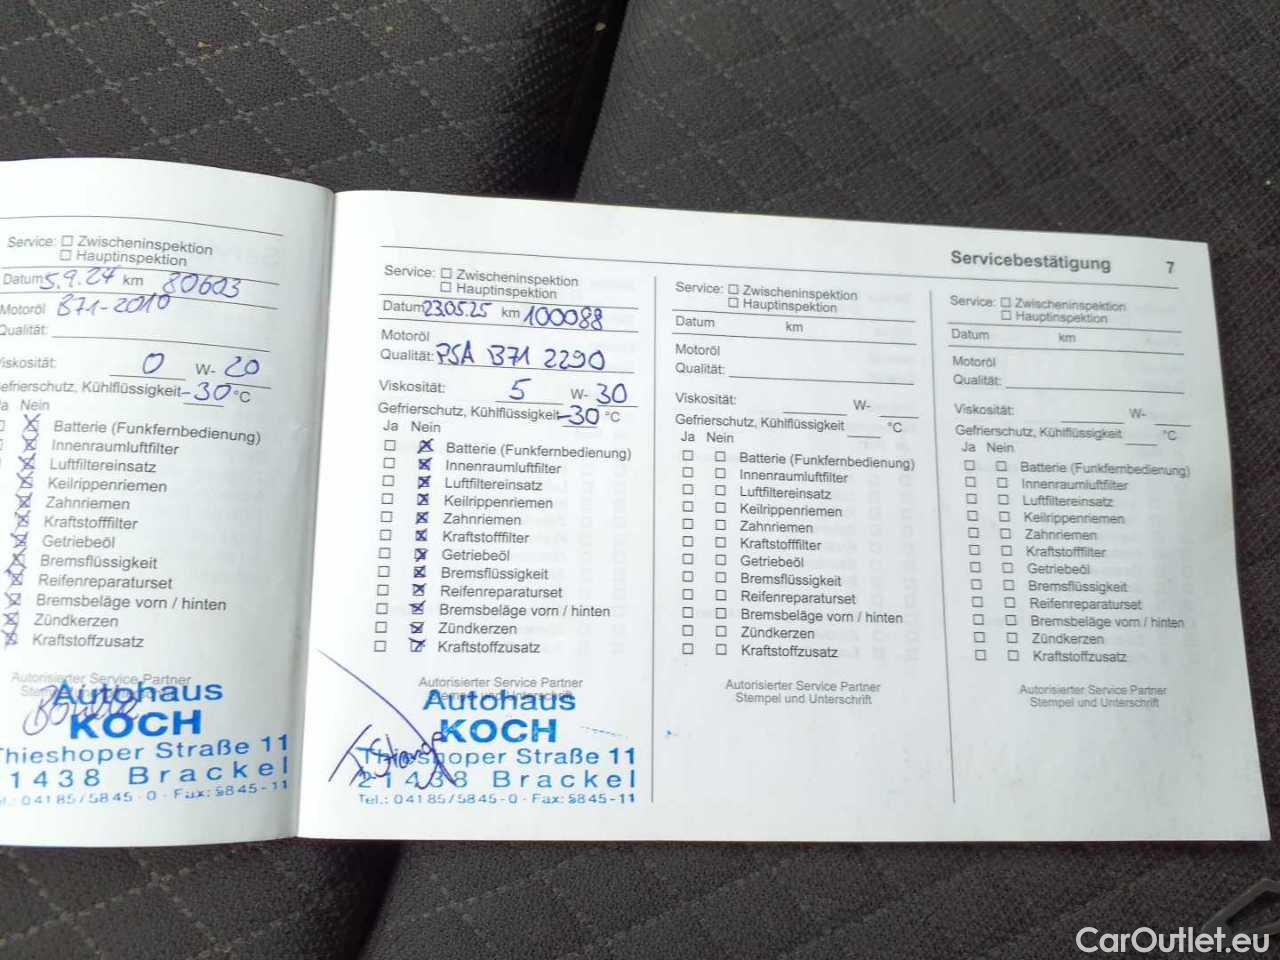 Service: ☐ Zwischeninspektion
☐ Hauptinspektion
Datum 5.9.24 km 80603
Motoröl B71-2010
Qualität:
Viskosität: 0 W- 20
Gefrierschutz, Kühlflüssigkeit -30 °C
Ja Nein
☐ ☒ Batterie (Funkfernbedienung)
☒ Innenraumluftfilter
☒ Luftfiltereinsatz
☒ Keilrippenriemen
☒ Zahnriemen
☒ Kraftstofffilter
☒ Getriebeöl
☒ Bremsflüssigkeit
☒ Reifenreparaturset
☒ Bremsbeläge vorn / hinten
☒ Zündkerzen
☒ Kraftstoffzusatz
Autorisierter Service Partner
Autohaus
KOCH
Thieshoper Straße 11
21438 Brackel
Tel.: 04185/5845-0 · Fax: 5845-11
Servicebestätigung 7
Service: ☐ Zwischeninspektion
☐ Hauptinspektion
Datum 23.05.25 km 100088
Motoröl
Qualität: PSA B71 2290
Viskosität: 5 W- 30
Gefrierschutz, Kühlflüssigkeit -30 °C
Ja Nein
☐ ☒ Batterie (Funkfernbedienung)
☐ ☒ Innenraumluftfilter
☐ ☒ Luftfiltereinsatz
☐ ☒ Keilrippenriemen
☐ ☒ Zahnriemen
☐ ☒ Kraftstofffilter
☐ ☒ Getriebeöl
☐ ☒ Bremsflüssigkeit
☐ ☒ Reifenreparaturset
☐ ☒ Bremsbeläge vorn / hinten
☐ ☒ Zündkerzen
☐ ☒ Kraftstoffzusatz
Autorisierter Service Partner
Stempel und Unterschrift
Autohaus
KOCH
Thieshoper Straße 11
21438 Brackel
Tel.: 04185/5845-0 · Fax: 5845-11
Service: ☐ Zwischeninspektion
☐ Hauptinspektion
Datum km
Motoröl
Qualität:
Viskosität: W-
Gefrierschutz, Kühlflüssigkeit °C
Ja Nein
☐ ☐ Batterie (Funkfernbedienung)
☐ ☐ Innenraumluftfilter
☐ ☐ Luftfiltereinsatz
☐ ☐ Keilrippenriemen
☐ ☐ Zahnriemen
☐ ☐ Kraftstofffilter
☐ ☐ Getriebeöl
☐ ☐ Bremsflüssigkeit
☐ ☐ Reifenreparaturset
☐ ☐ Bremsbeläge vorn / hinten
☐ ☐ Zündkerzen
☐ ☐ Kraftstoffzusatz
Autorisierter Service Partner
Stempel und Unterschrift
Service: ☐ Zwischeninspektion
☐ Hauptinspektion
Datum km
Motoröl
Qualität:
Viskosität: W-
Gefrierschutz, Kühlflüssigkeit °C
Ja Nein
☐ ☐ Batterie (Funkfernbedienung)
☐ ☐ Innenraumluftfilter
☐ ☐ Luftfiltereinsatz
☐ ☐ Keilrippenriemen
☐ ☐ Zahnriemen
☐ ☐ Kraftstofffilter
☐ ☐ Getriebeöl
☐ ☐ Bremsflüssigkeit
☐ ☐ Reifenreparaturset
☐ ☐ Bremsbeläge vorn / hinten
☐ ☐ Zündkerzen
☐ ☐ Kraftstoffzusatz
Autorisierter Service Partner
Stempel und Unterschrift
CarOutlet.eu